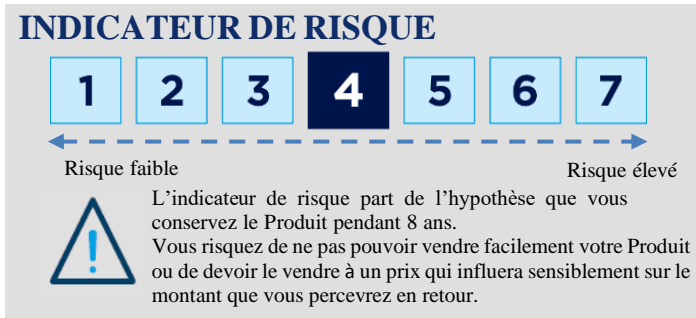 INDICATEUR DE RISQUE
1 2 3 4 5 6 7
Risque faible Risque élevé
L'indicateur de risque part de l'hypothèse que vous
conservez le Produit pendant 8 ans.
Vous risquez de ne pas pouvoir vendre facilement votre Produit
ou de devoir le vendre à un prix qui influera sensiblement sur le
montant que vous percevrez en retour.